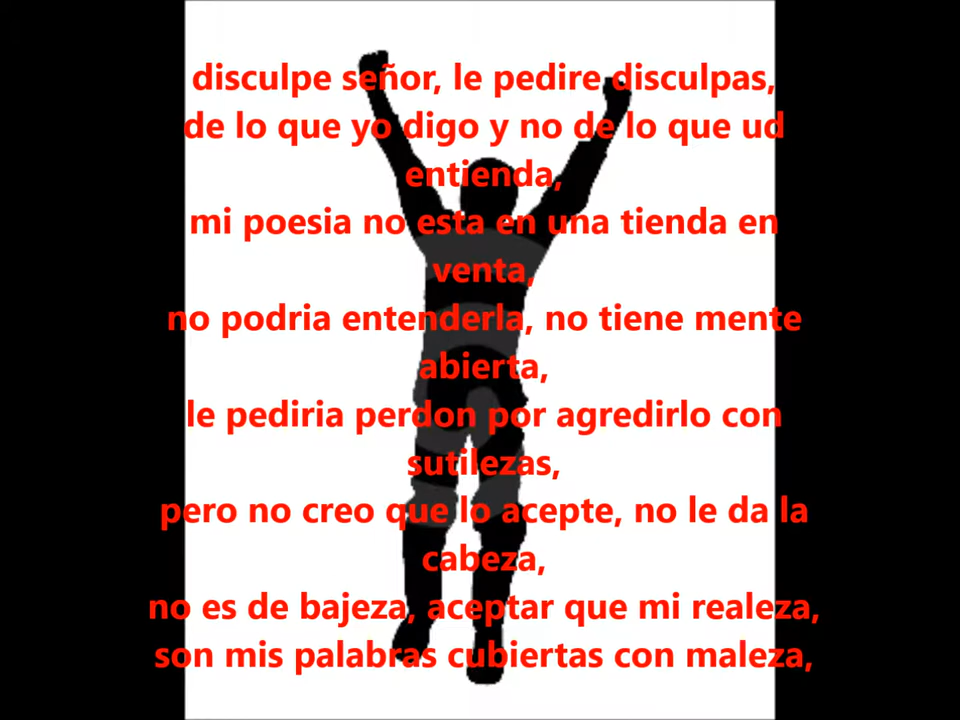 disculpe señor, le pedire disculpas,
de lo que yo digo y no de lo que ud
entienda,
mi poesia no esta en una tienda en
venta,
no podria entenderla, no tiene mente
abierta,
le pediria perdon por agredirlo con
sutilezas,
pero no creo que lo acepte, no le da la
cabeza,
no es de bajeza, aceptar que mi realeza,
son mis palabras cubiertas con maleza,